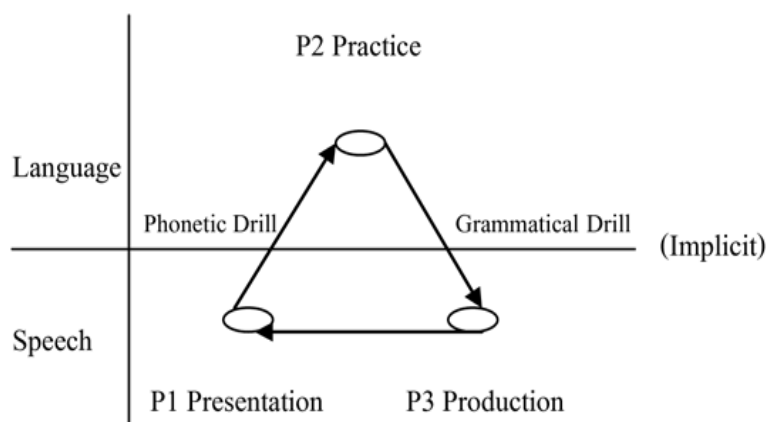 P2 Practice
Language
Phonetic Drill
Grammatical Drill
(Implicit)
Speech
P1 Presentation
P3 Production